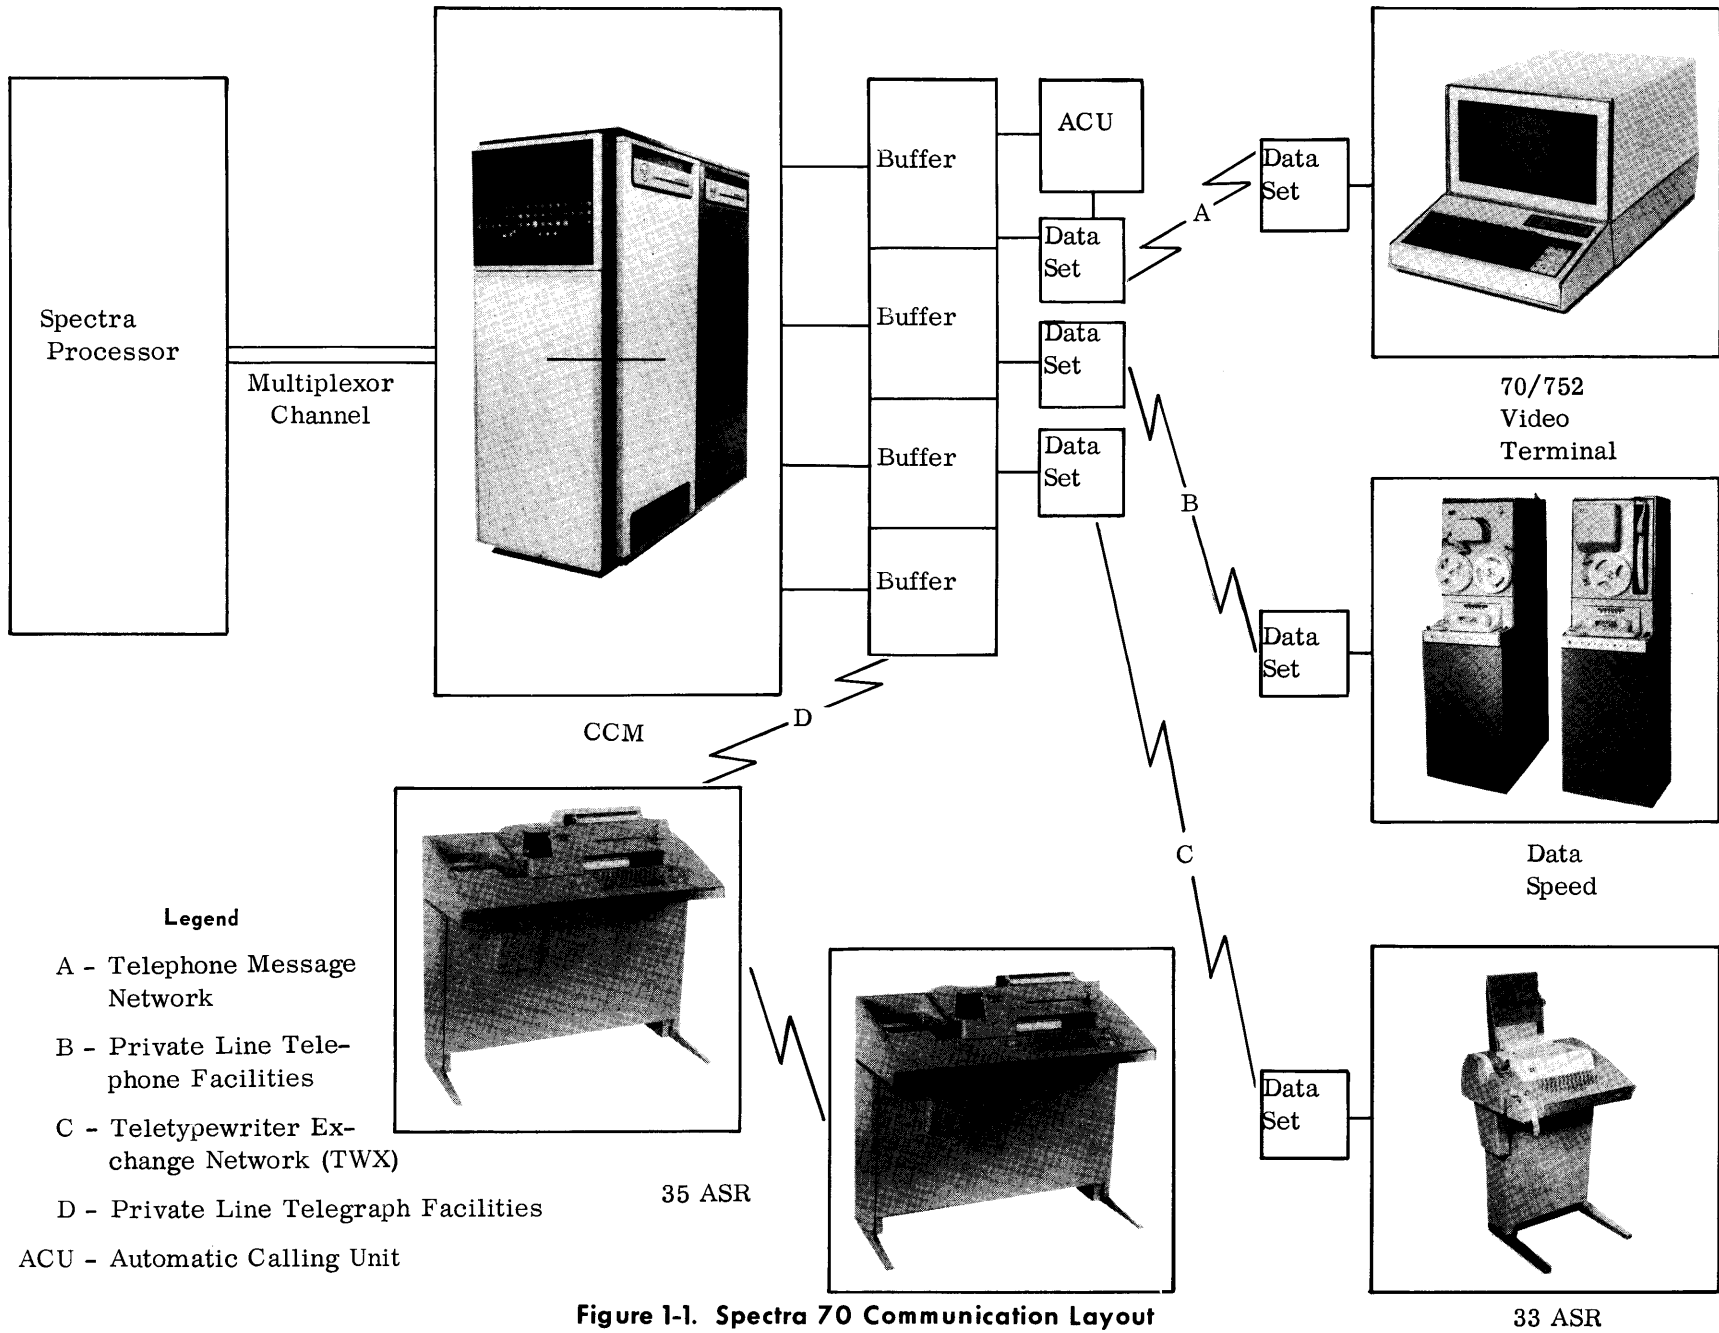 Spectra
Processor
Multiplexor
Channel
CCM
Buffer
Buffer
Buffer
Buffer
ACU
Data
Set
Data
Set
Data
Set
A
B
C
D
Data
Set
Data
Set
Data
Set
70/752
Video
Terminal
Data
Speed
33 ASR
35 ASR
Legend
A - Telephone Message
Network
B - Private Line Tele-
phone Facilities
C - Teletypewriter Ex-
change Network (TWX)
D - Private Line Telegraph Facilities
ACU - Automatic Calling Unit
Figure 1-1. Spectra 70 Communication Layout